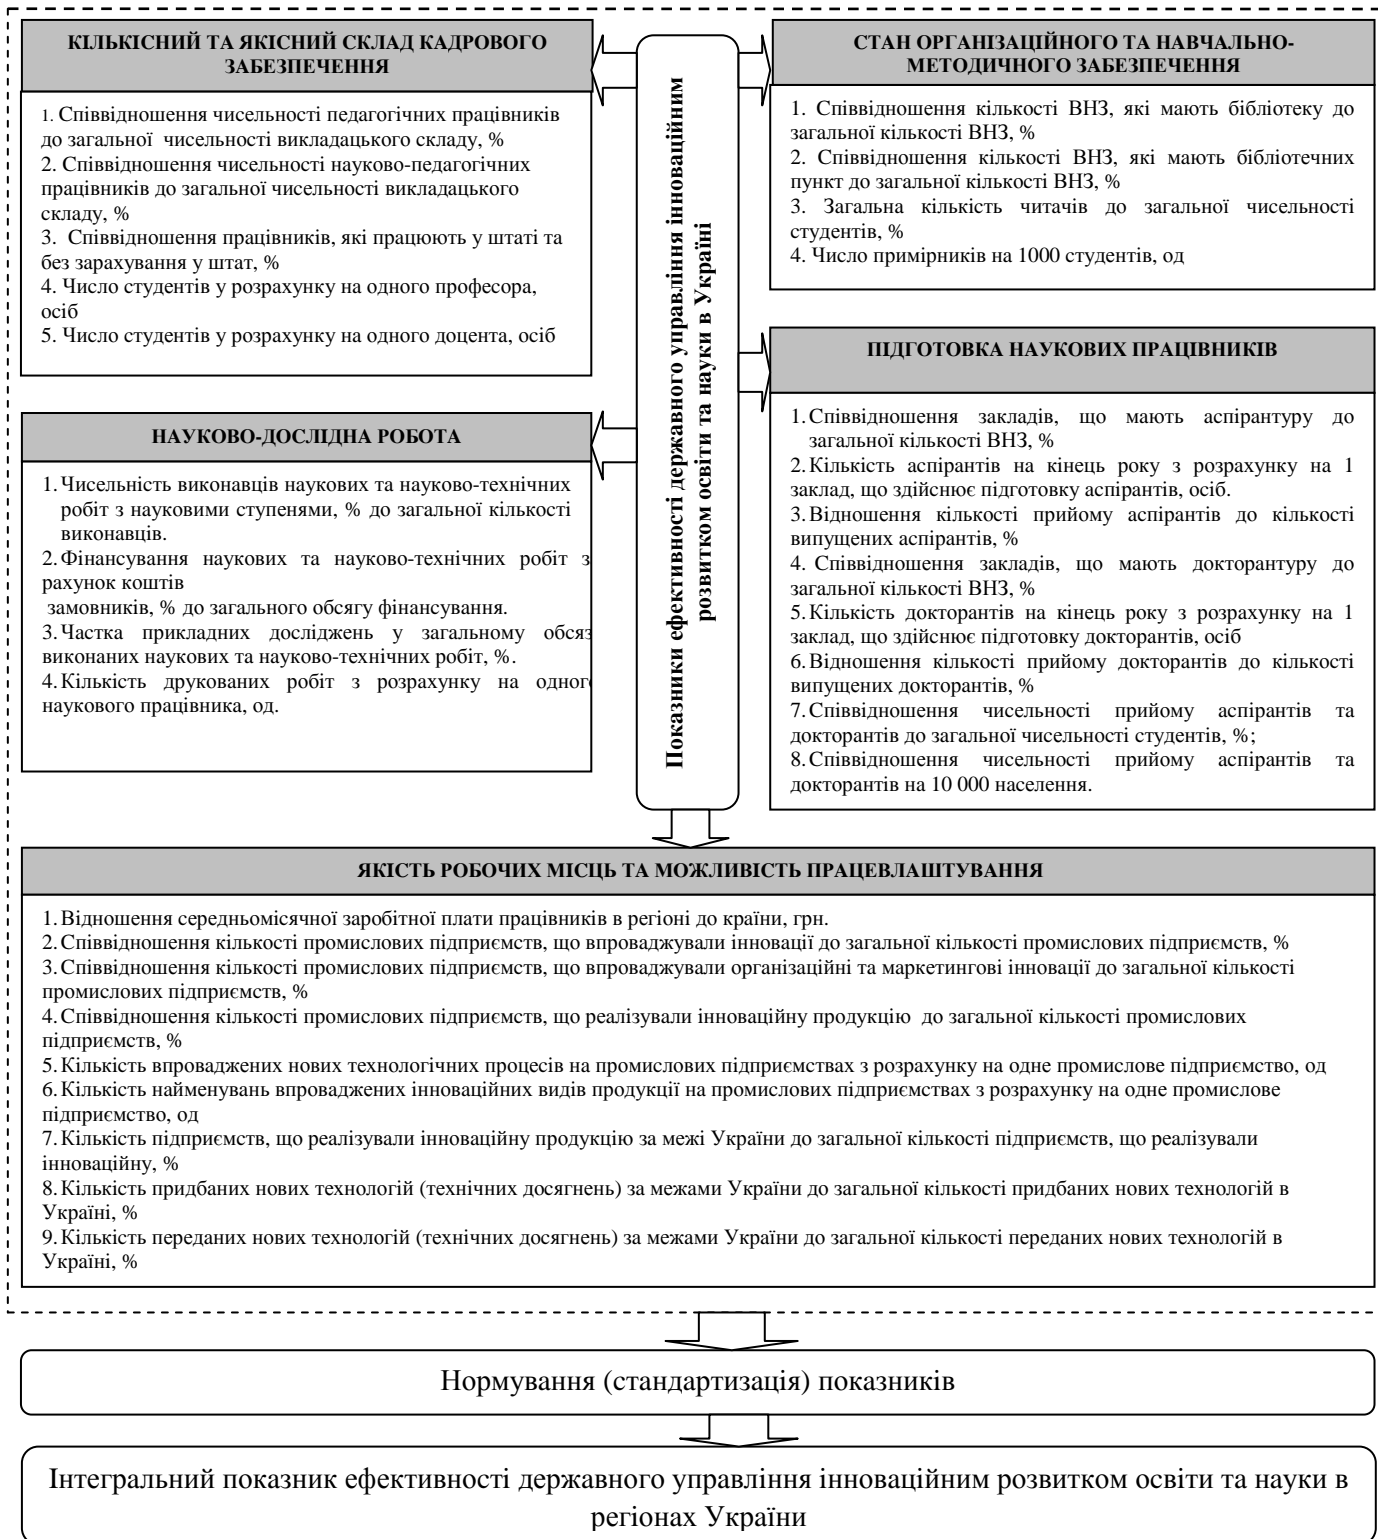 КІЛЬКІСНИЙ ТА ЯКІСНИЙ СКЛАД КАДРОВОГО
ЗАБЕЗПЕЧЕННЯ
1. Співвідношення чисельності педагогічних працівників
до загальної чисельності викладацького складу, %
2. Співвідношення чисельності науково-педагогічних
працівників до загальної чисельності викладацького
складу, %
3. Співвідношення працівників, які працюють у штаті та
без зарахування у штат, %
4. Число студентів у розрахунку на одного професора,
осіб
5. Число студентів у розрахунку на одного доцента, осіб
НАУКОВО-ДОСЛІДНА РОБОТА
1. Чисельність виконавців наукових та науково-технічних
робіт з науковими ступенями, % до загальної кількості
виконавців.
2. Фінансування наукових та науково-технічних робіт з
рахунок коштів
замовників, % до загального обсягу фінансування.
3. Частка прикладних досліджень у загальному обсяз
виконаних наукових та науково-технічних робіт, %.
4. Кількість друкованих робіт з розрахунку на одног
наукового працівника, од.
Показники ефективності державного управління інноваційним
розвитком освіти та науки в Україні
СТАН ОРГАНІЗАЦІЙНОГО ТА НАВЧАЛЬНО-
МЕТОДИЧНОГО ЗАБЕЗПЕЧЕННЯ
1. Співвідношення кількості ВНЗ, які мають бібліотеку до
загальної кількості ВНЗ, %
2. Співвідношення кількості ВНЗ, які мають бібліотечних
пункт до загальної кількості ВНЗ, %
3. Загальна кількість читачів до загальної чисельності
студентів, %
4. Число примірників на 1000 студентів, од
ПІДГОТОВКА НАУКОВИХ ПРАЦІВНИКІВ
1. Співвідношення закладів, що мають аспірантуру до
загальної кількості ВНЗ, %
2. Кількість аспірантів на кінець року з розрахунку на 1
заклад, що здійснює підготовку аспірантів, осіб.
3. Відношення кількості прийому аспірантів до кількості
випущених аспірантів, %
4. Співвідношення закладів, що мають докторантуру до
загальної кількості ВНЗ, %
5. Кількість докторантів на кінець року з розрахунку на 1
заклад, що здійснює підготовку докторантів, осіб
6. Відношення кількості прийому докторантів до кількості
випущених докторантів, %
7. Співвідношення чисельності прийому аспірантів та
докторантів до загальної чисельності студентів, %;
8. Співвідношення чисельності прийому аспірантів та
докторантів на 10 000 населення.
ЯКІСТЬ РОБОЧИХ МІСЦЬ ТА МОЖЛИВІСТЬ ПРАЦЕВЛАШТУВАННЯ
1. Відношення середньомісячної заробітної плати працівників в регіоні до країни, грн.
2. Співвідношення кількості промислових підприємств, що впроваджували інновації до загальної кількості промислових підприємств, %
3. Співвідношення кількості промислових підприємств, що впроваджували організаційні та маркетингові інновації до загальної кількості
промислових підприємств, %
4. Співвідношення кількості промислових підприємств, що реалізували інноваційну продукцію до загальної кількості промислових
підприємств, %
5. Кількість впроваджених нових технологічних процесів на промислових підприємствах з розрахунку на одне промислове підприємство, од
6. Кількість найменувань впроваджених інноваційних видів продукції на промислових підприємствах з розрахунку на одне промислове
підприємство, од
7. Кількість підприємств, що реалізували інноваційну продукцію за межі України до загальної кількості підприємств, що реалізували
інноваційну, %
8. Кількість придбаних нових технологій (технічних досягнень) за межами України до загальної кількості придбаних нових технологій в
Україні, %
9. Кількість переданих нових технологій (технічних досягнень) за межами України до загальної кількості переданих нових технологій в
Україні, %
Нормування (стандартизація) показників
Інтегральний показник ефективності державного управління інноваційним розвитком освіти та науки в
регіонах України